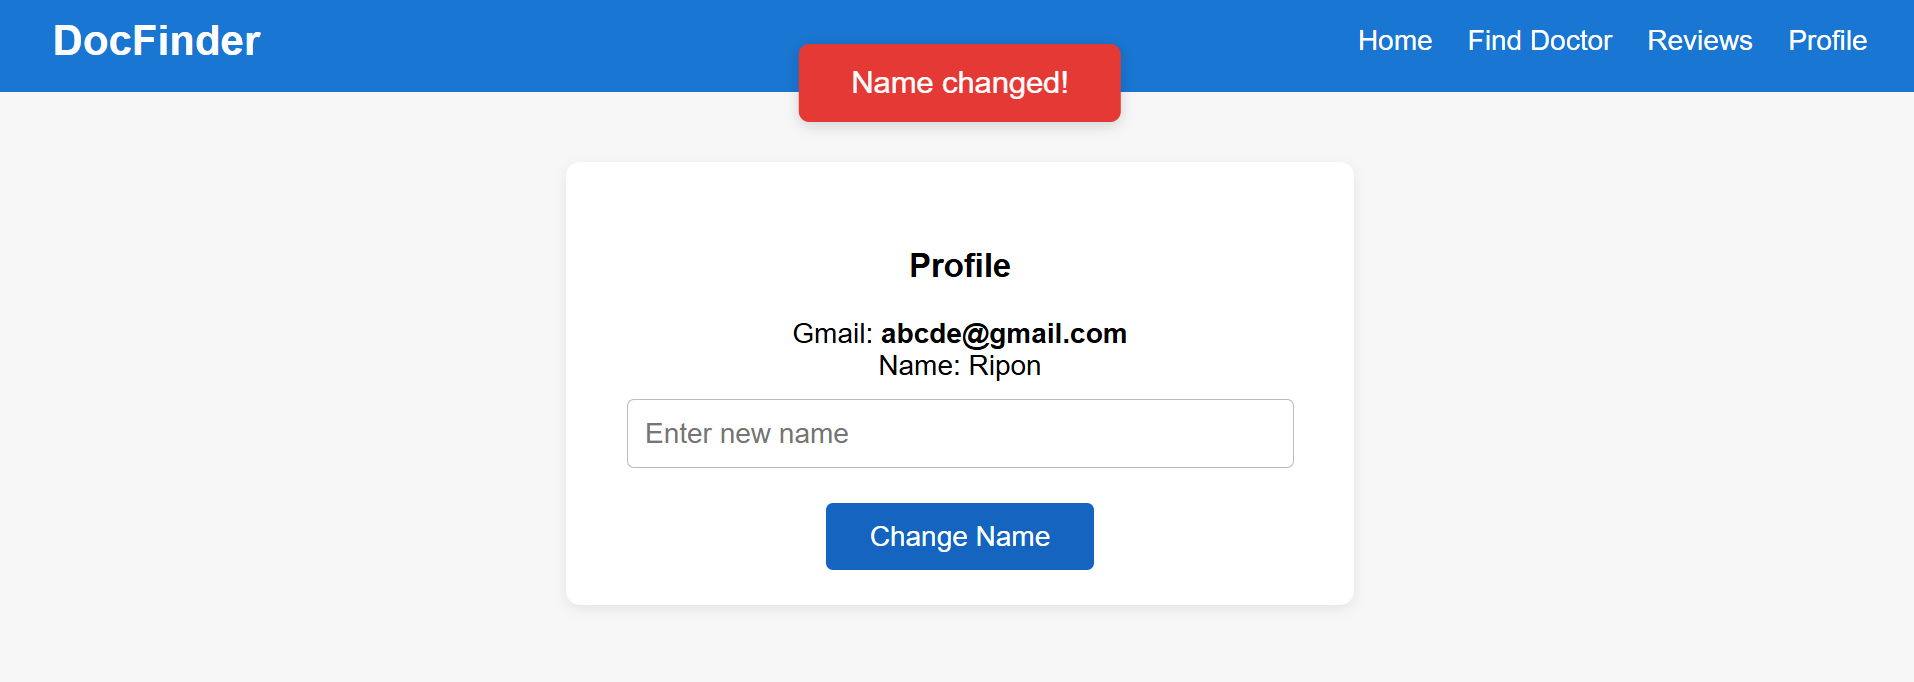 DocFinder
Home Find Doctor Reviews Profile
Name changed!
Profile
Gmail: abcde@gmail.com
Name: Ripon
Enter new name
Change Name